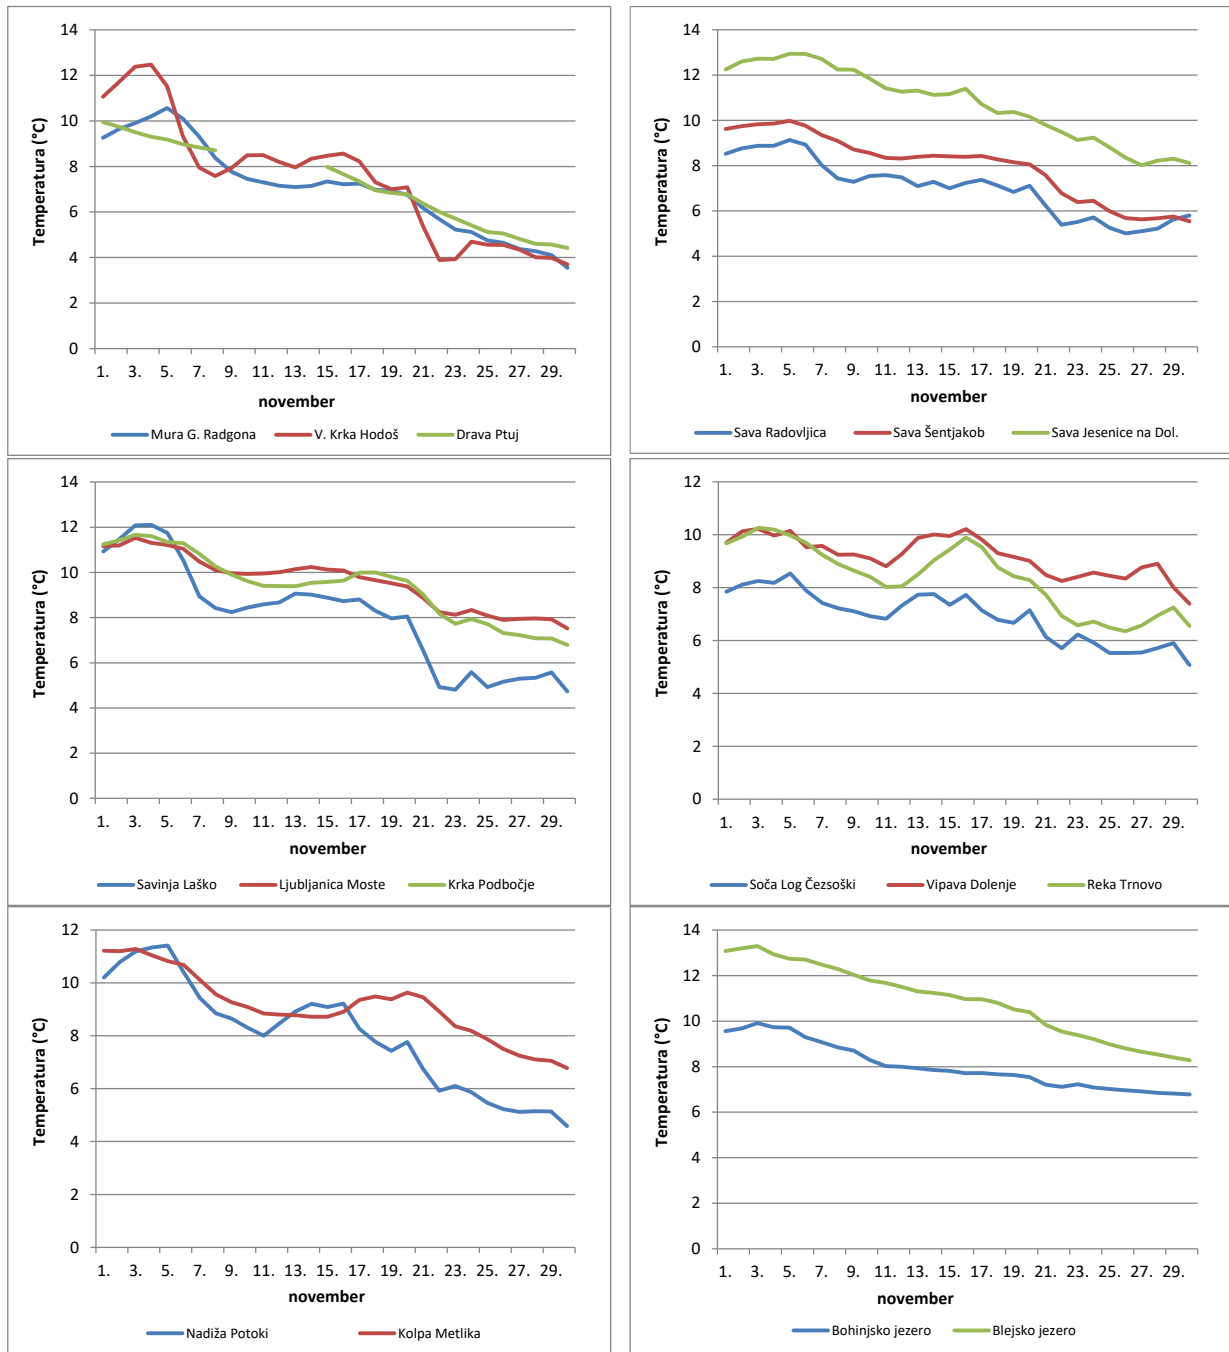 14
12
10
8
6
4
2
0
Temperatura (°C)
1. 3. 5. 7. 9. 11. 13. 15. 17. 19. 21. 23. 25. 27. 29.
november
Mura G. Radgona V. Krka Hodoš Drava Ptuj
14
12
10
8
6
4
2
0
Temperatura (°C)
1. 3. 5. 7. 9. 11. 13. 15. 17. 19. 21. 23. 25. 27. 29.
november
Sava Radovljica Sava Šentjakob Sava Jesenice na Dol.
14
12
10
8
6
4
2
0
Temperatura (°C)
1. 3. 5. 7. 9. 11. 13. 15. 17. 19. 21. 23. 25. 27. 29.
november
Savinja Laško Ljubljanica Moste Krka Podbočje
12
10
8
6
4
2
0
Temperatura (°C)
1. 3. 5. 7. 9. 11. 13. 15. 17. 19. 21. 23. 25. 27. 29.
november
Soča Log Čezsoški Vipava Dolenje Reka Trnovo
12
10
8
6
4
2
0
Temperatura (°C)
1. 3. 5. 7. 9. 11. 13. 15. 17. 19. 21. 23. 25. 27. 29.
november
Nadiža Potoki Kolpa Metlika
14
12
10
8
6
4
2
0
Temperatura (°C)
1. 3. 5. 7. 9. 11. 13. 15. 17. 19. 21. 23. 25. 27. 29.
november
Bohinjsko jezero Blejsko jezero